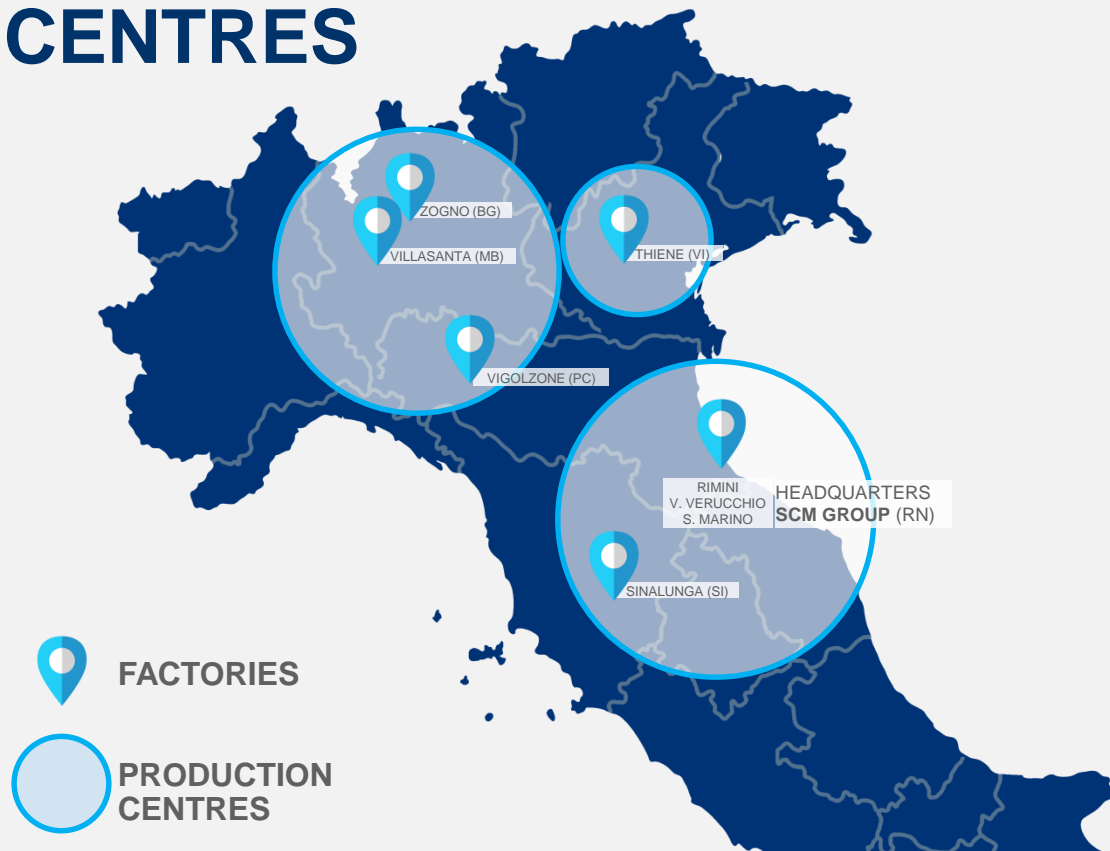 CENTRES
ZOGNO (BG)
VILLASANTA (MB)
THIENE (VI)
VIGOLZONE (PC)
RIMINI
V. VERUCCHIO
S. MARINO
HEADQUARTERS
SCM GROUP (RN)
SINALUNGA (SI)
FACTORIES
PRODUCTION
CENTRES